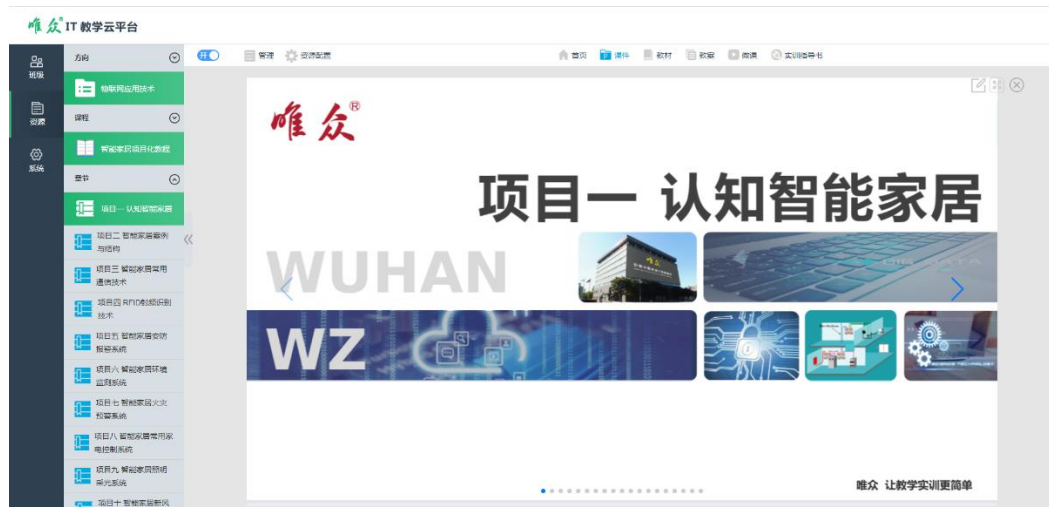 唯众® IT教学云平台
班级
资源
系统
方向
物联网应用技术
课程
智能家居项目化教程
章节
项目一 认知智能家居
项目二 智能家居案例
与结构
项目三 智能家居常用
通信技术
项目四 RFID射频识别
技术
项目五 智能家居安防
报警系统
项目六 智能家居环境
监测系统
项目七 智能家居火灾
预警系统
项目八 智能家居常用家
电控制系统
项目九 智能家居照明
采光系统
项目十 智能家居新风
开
管理
资源配置
首页
课件
教材
教案
微课
实训指导书
唯众®
项目一 认知智能家居
WUHAN
WZ
唯众 让教学实训更简单